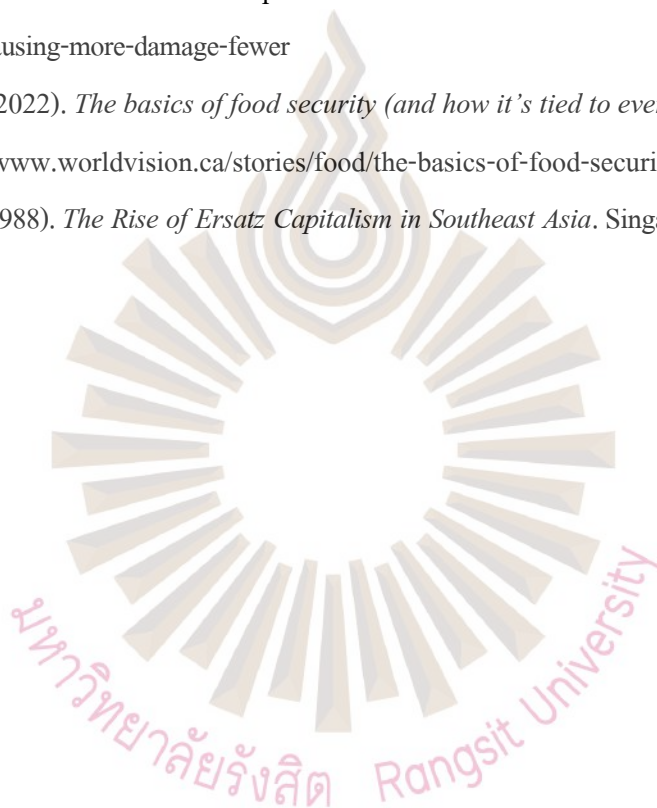 using-more-damage-fewer
2022). The basics of food security (and how it’s tied to
www.worldvision.ca/stories/food/the-basics-of-food-securi
988). The Rise of Ersatz Capitalism in Southeast Asia. Singa
มหาวิทยาลัยรังสิต Rangsit University